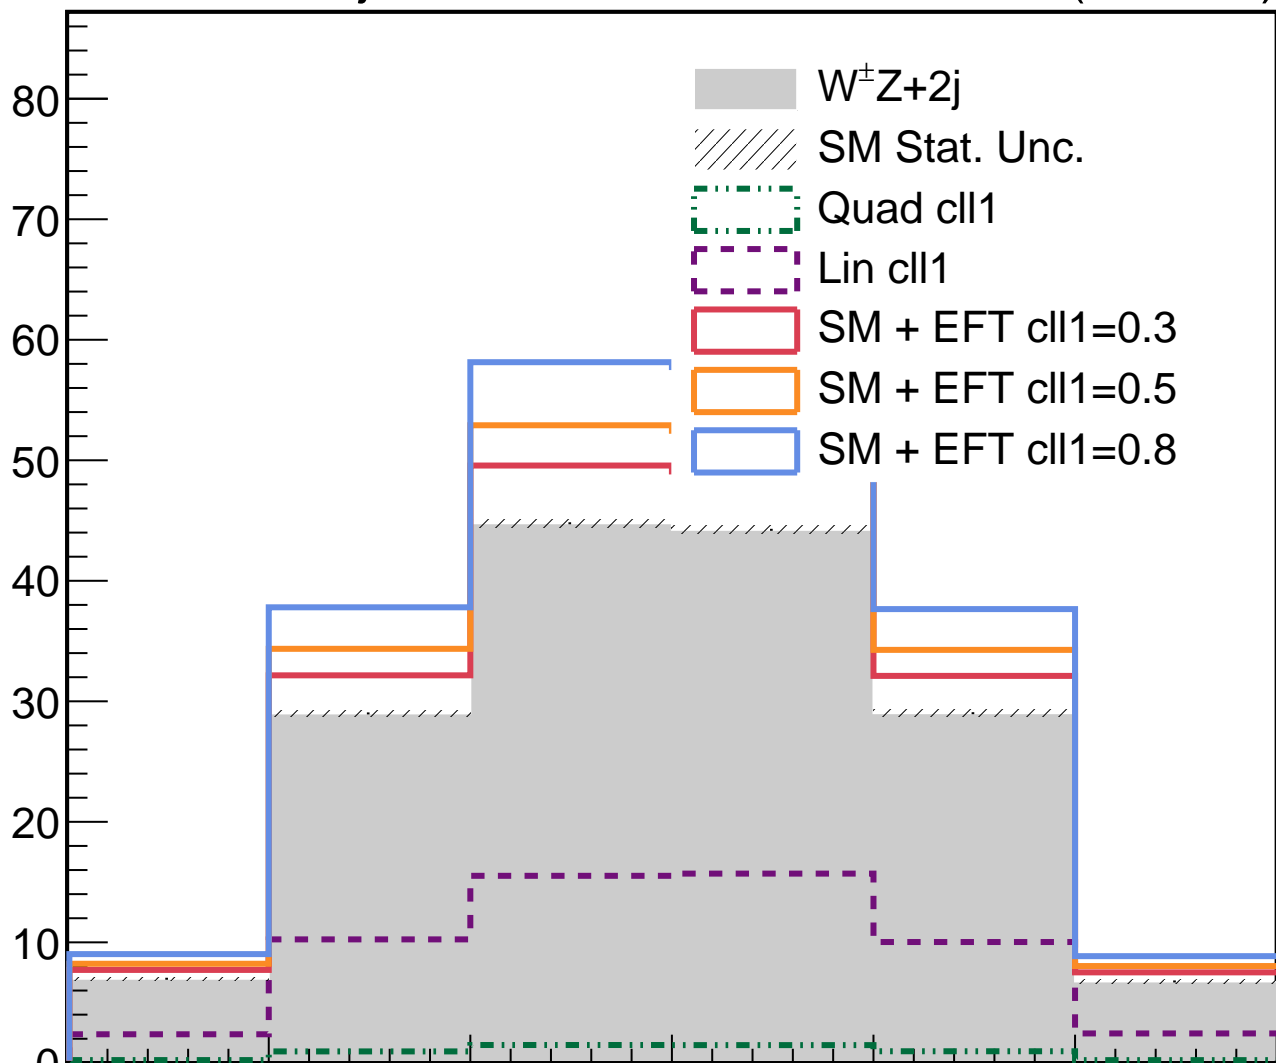 80
70
60
50
40
30
20
10
0
W±Z+2j
SM Stat. Unc.
Quad cll1
Lin cll1
SM + EFT cll1=0.3
SM + EFT cll1=0.5
SM + EFT cll1=0.8